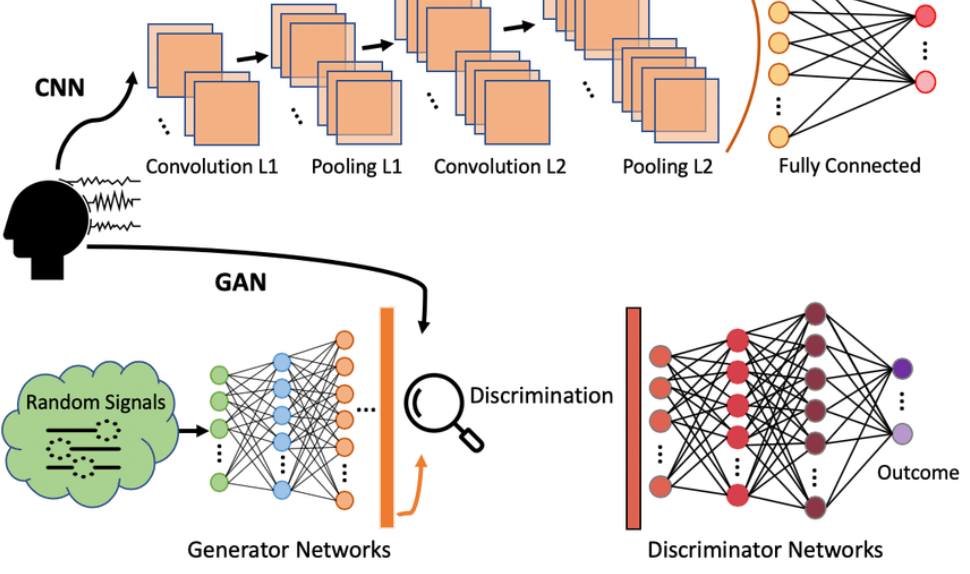 CNN
Convolution L1
Pooling L1
Convolution L2
Pooling L2
Fully Connected
GAN
Random Signals
Discrimination
Outcome
Generator Networks
Discriminator Networks